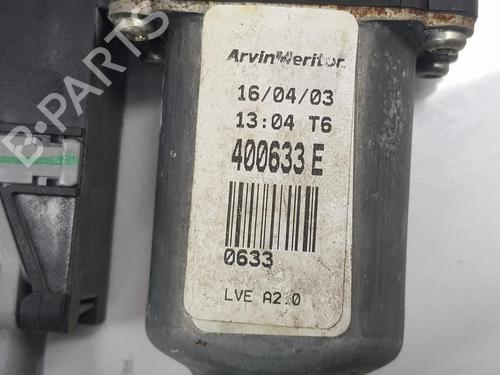 ArvinMeritor
16/04/03
13:04 T6
400633 E
0633
LVE A2.0
B-PARTS